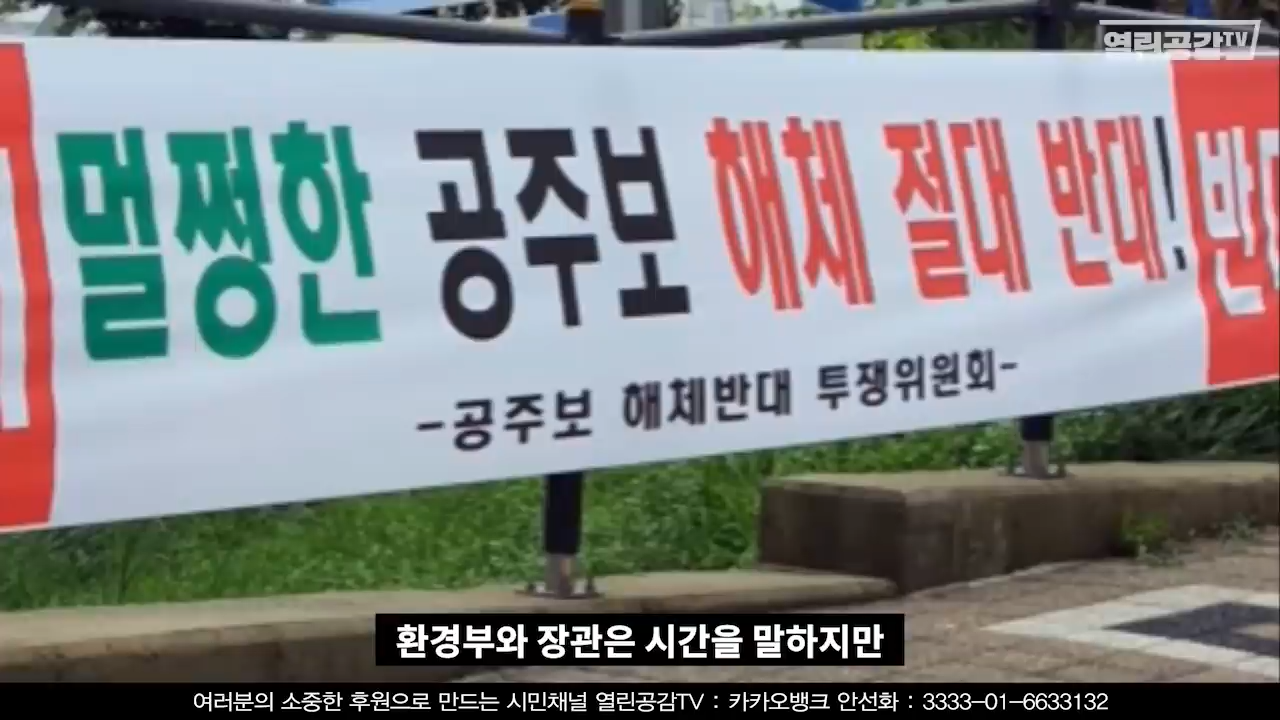 열린공감TV
멀쩡한 공주보 해체 절대 반대!
-공주보 해체반대 투쟁위원회-
환경부와 장관은 시간을 말하지만
여러분의 소중한 후원으로 만드는 시민채널 열린공감TV : 카카오뱅크 안선화 : 3333-01-6633132